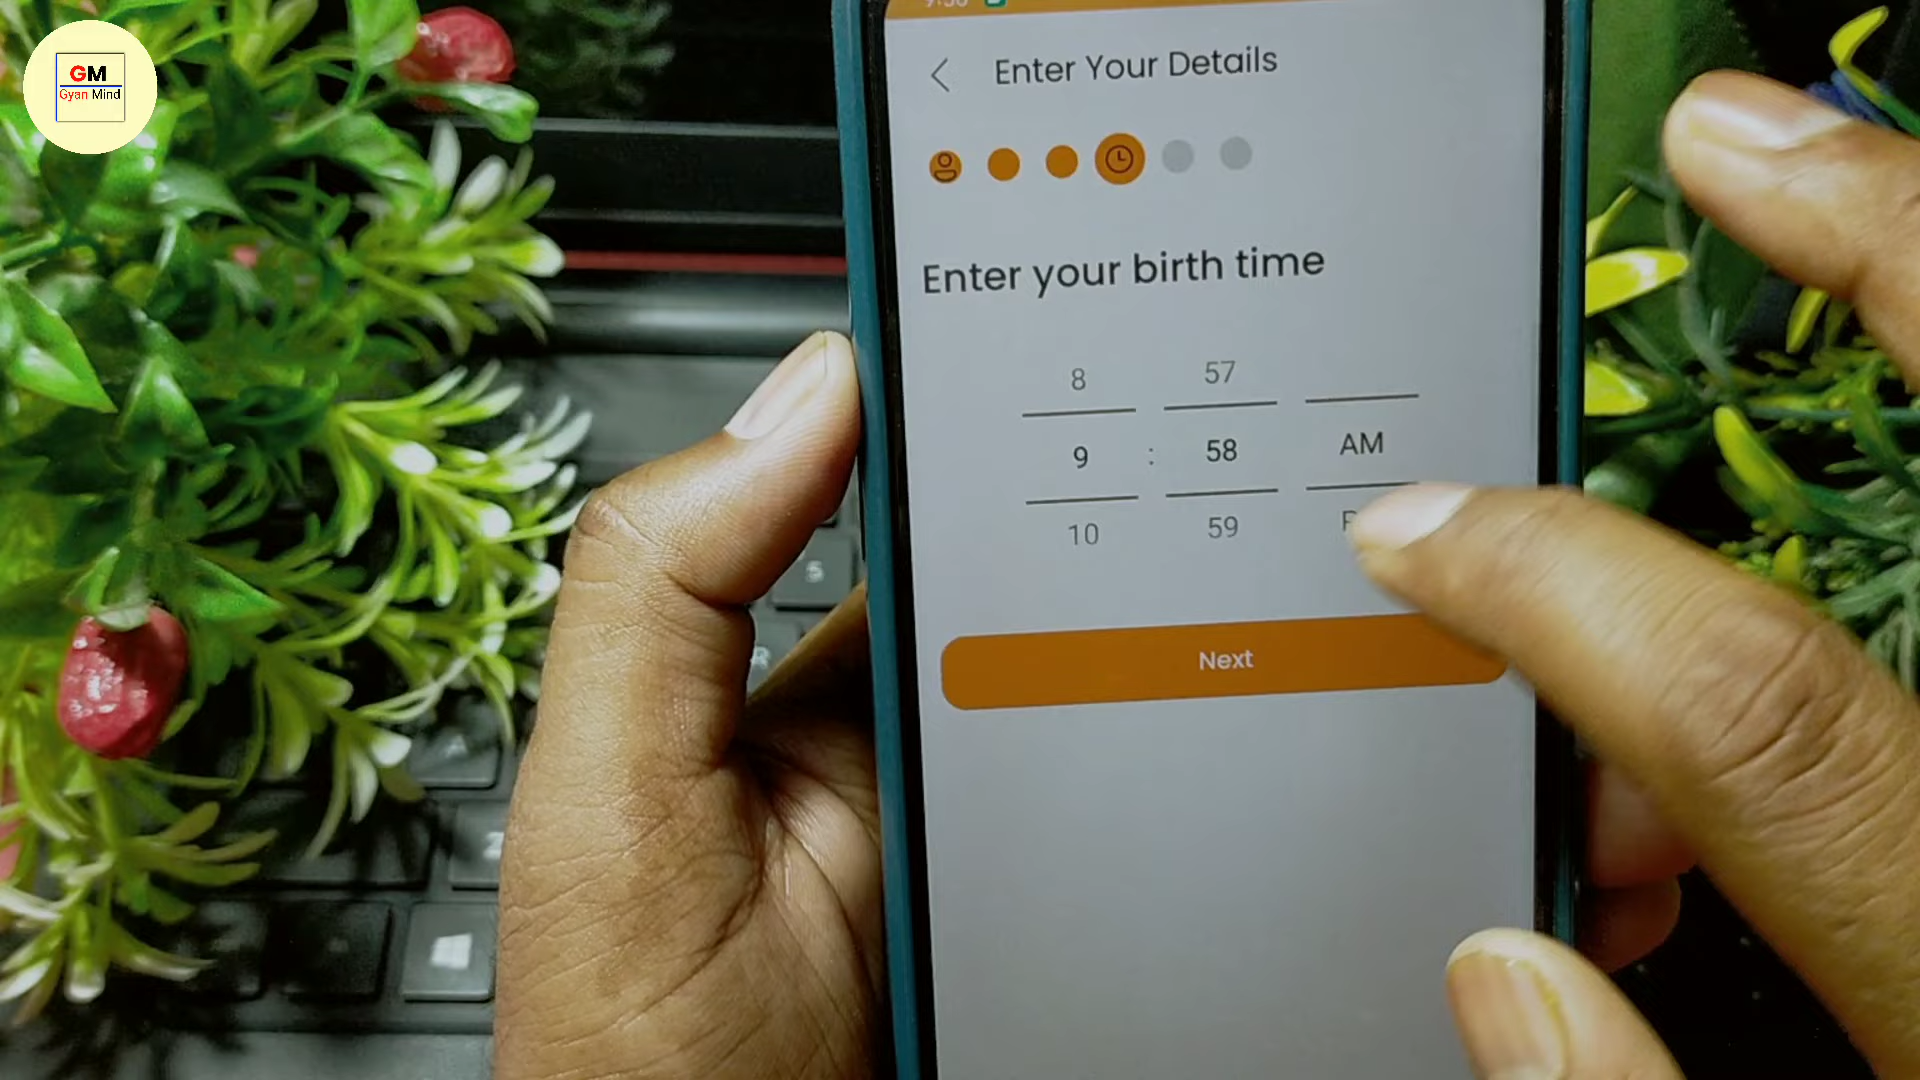 GM
Gyan Mind
Enter Your Details
Enter your birth time
8 57
9 : 58 AM
10 59
Next
S
R